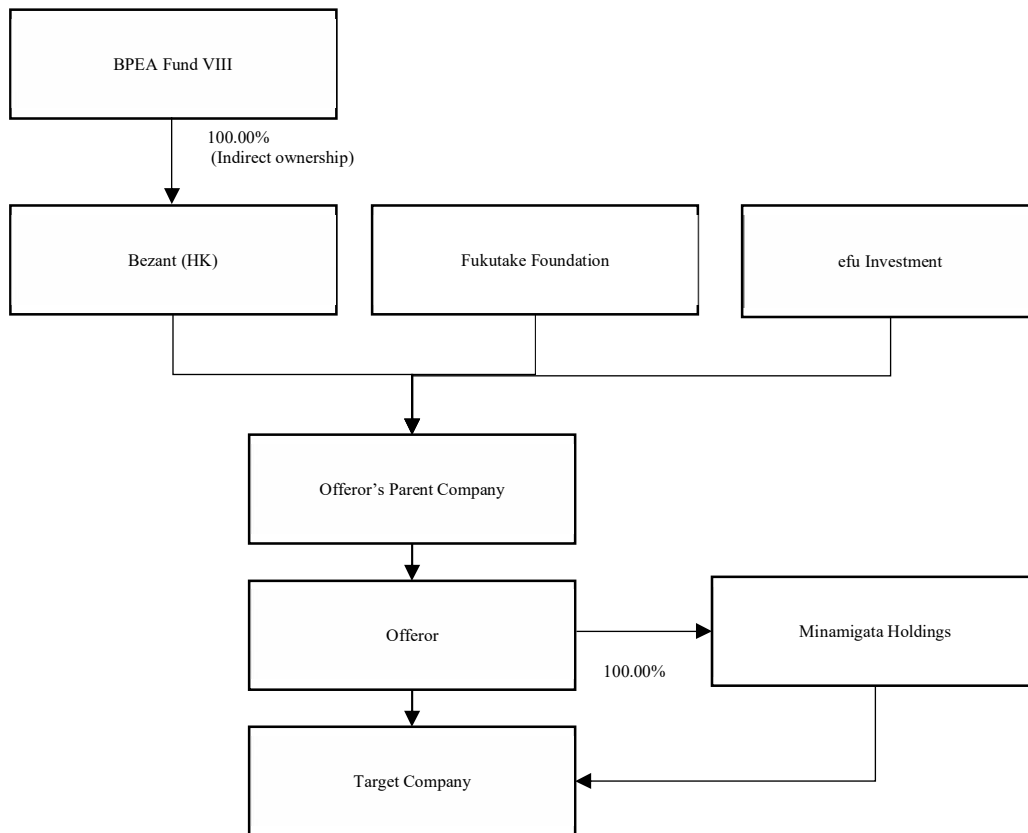 BPEA Fund VIII
100.00%
(Indirect ownership)
Bezant (HK)
Fukutake Foundation
efu Investment
Offeror’s Parent Company
Offeror
Minamigata Holdings
100.00%
Target Company